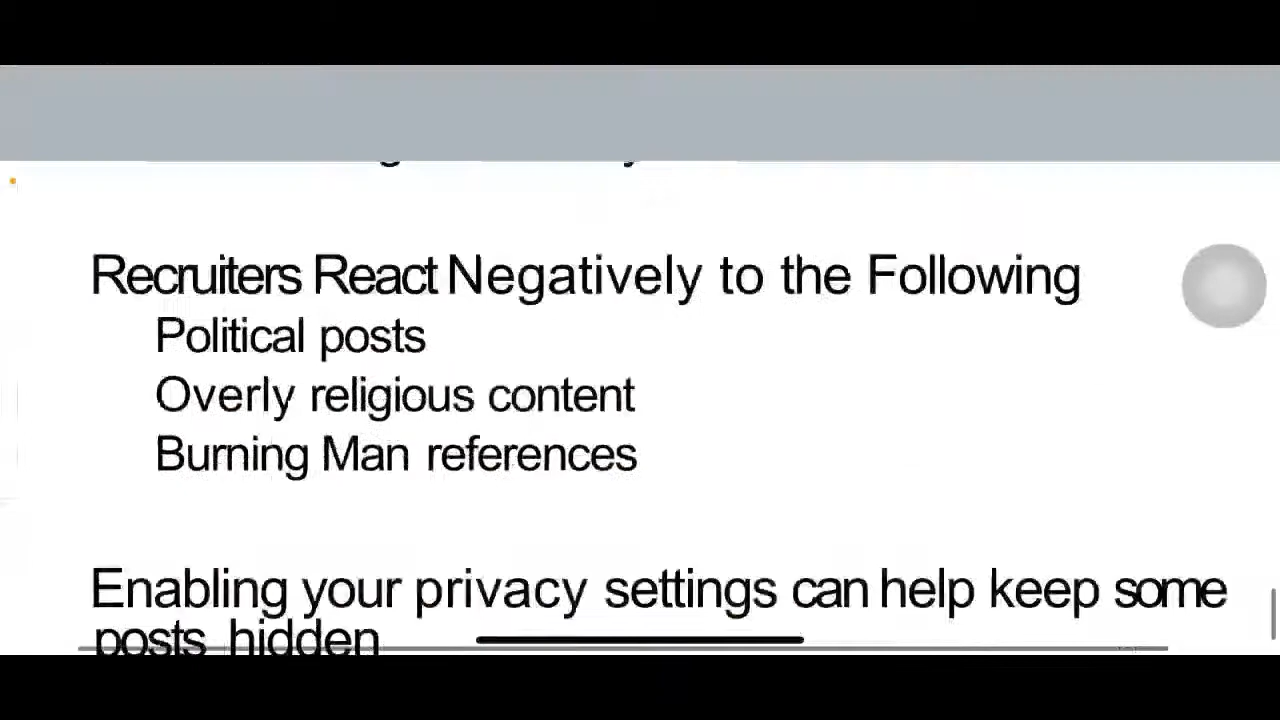 Recruiters React Negatively to the Following
Political posts
Overly religious content
Burning Man references
Enabling your privacy settings can help keep some
posts hidden